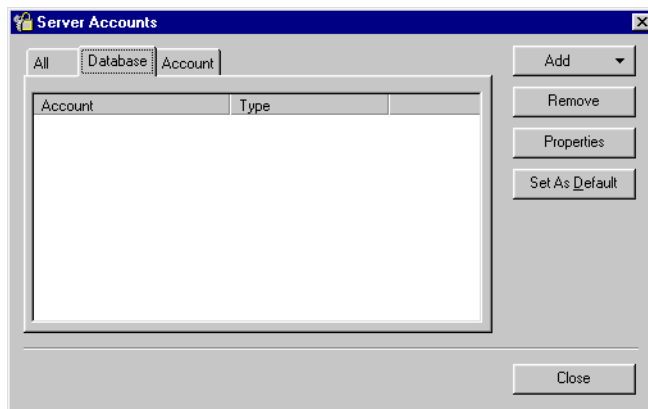 Server Accounts
All Database Account
Account Type
Add
Remove
Properties
Set As Default
Close